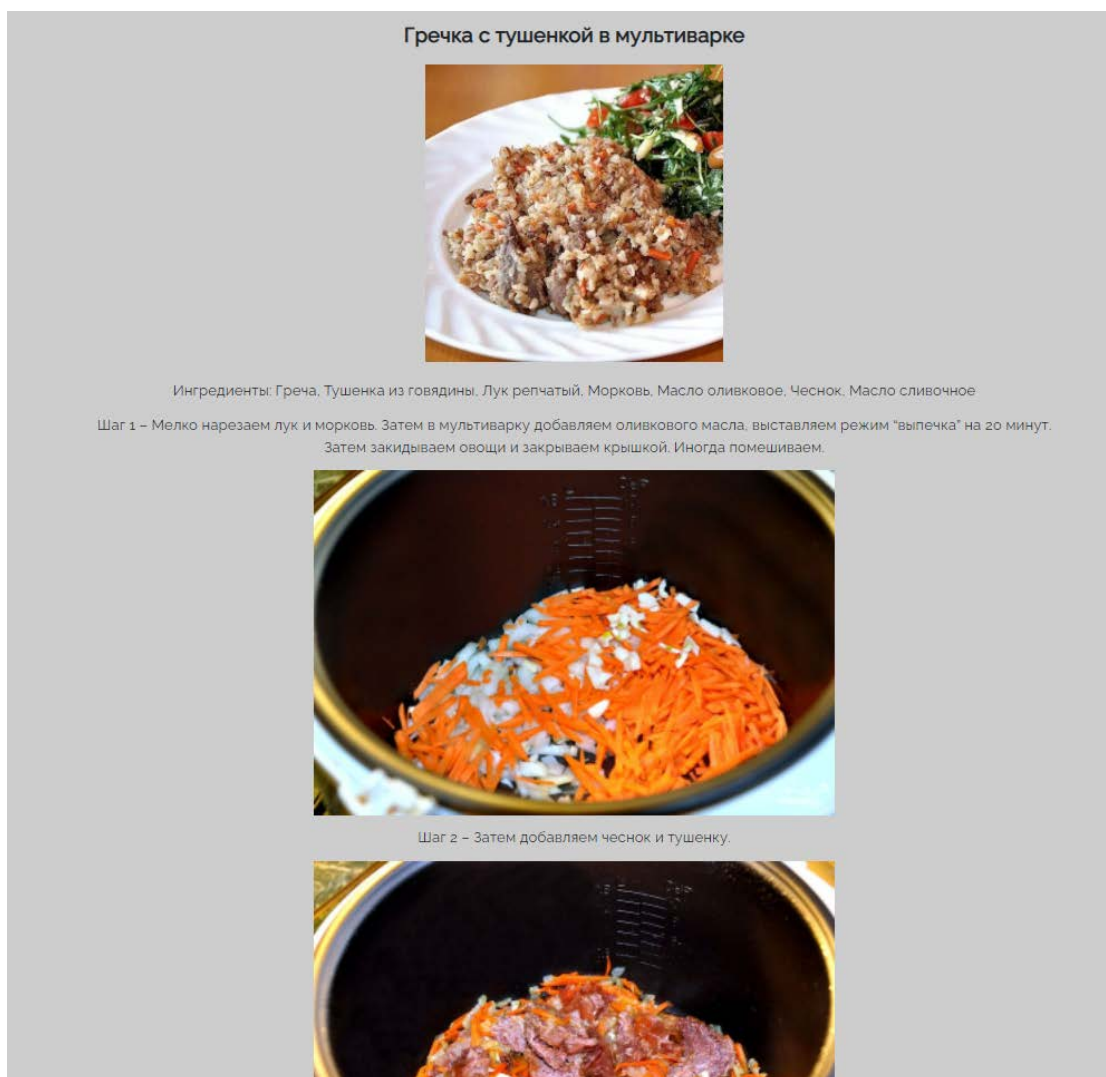 Гречка с тушенкой в мультиварке
Ингредиенты: Греча, Тушенка из говядины, Лук репчатый, Морковь, Масло оливковое, Чеснок, Масло сливочное
Шаг 1 – Мелко нарезаем лук и морковь. Затем в мультиварку добавляем оливкового масла, выставляем режим “выпечка” на 20 минут.
Затем закидываем овощи и закрываем крышкой. Иногда помешиваем.
Шаг 2 – Затем добавляем чеснок и тушенку.